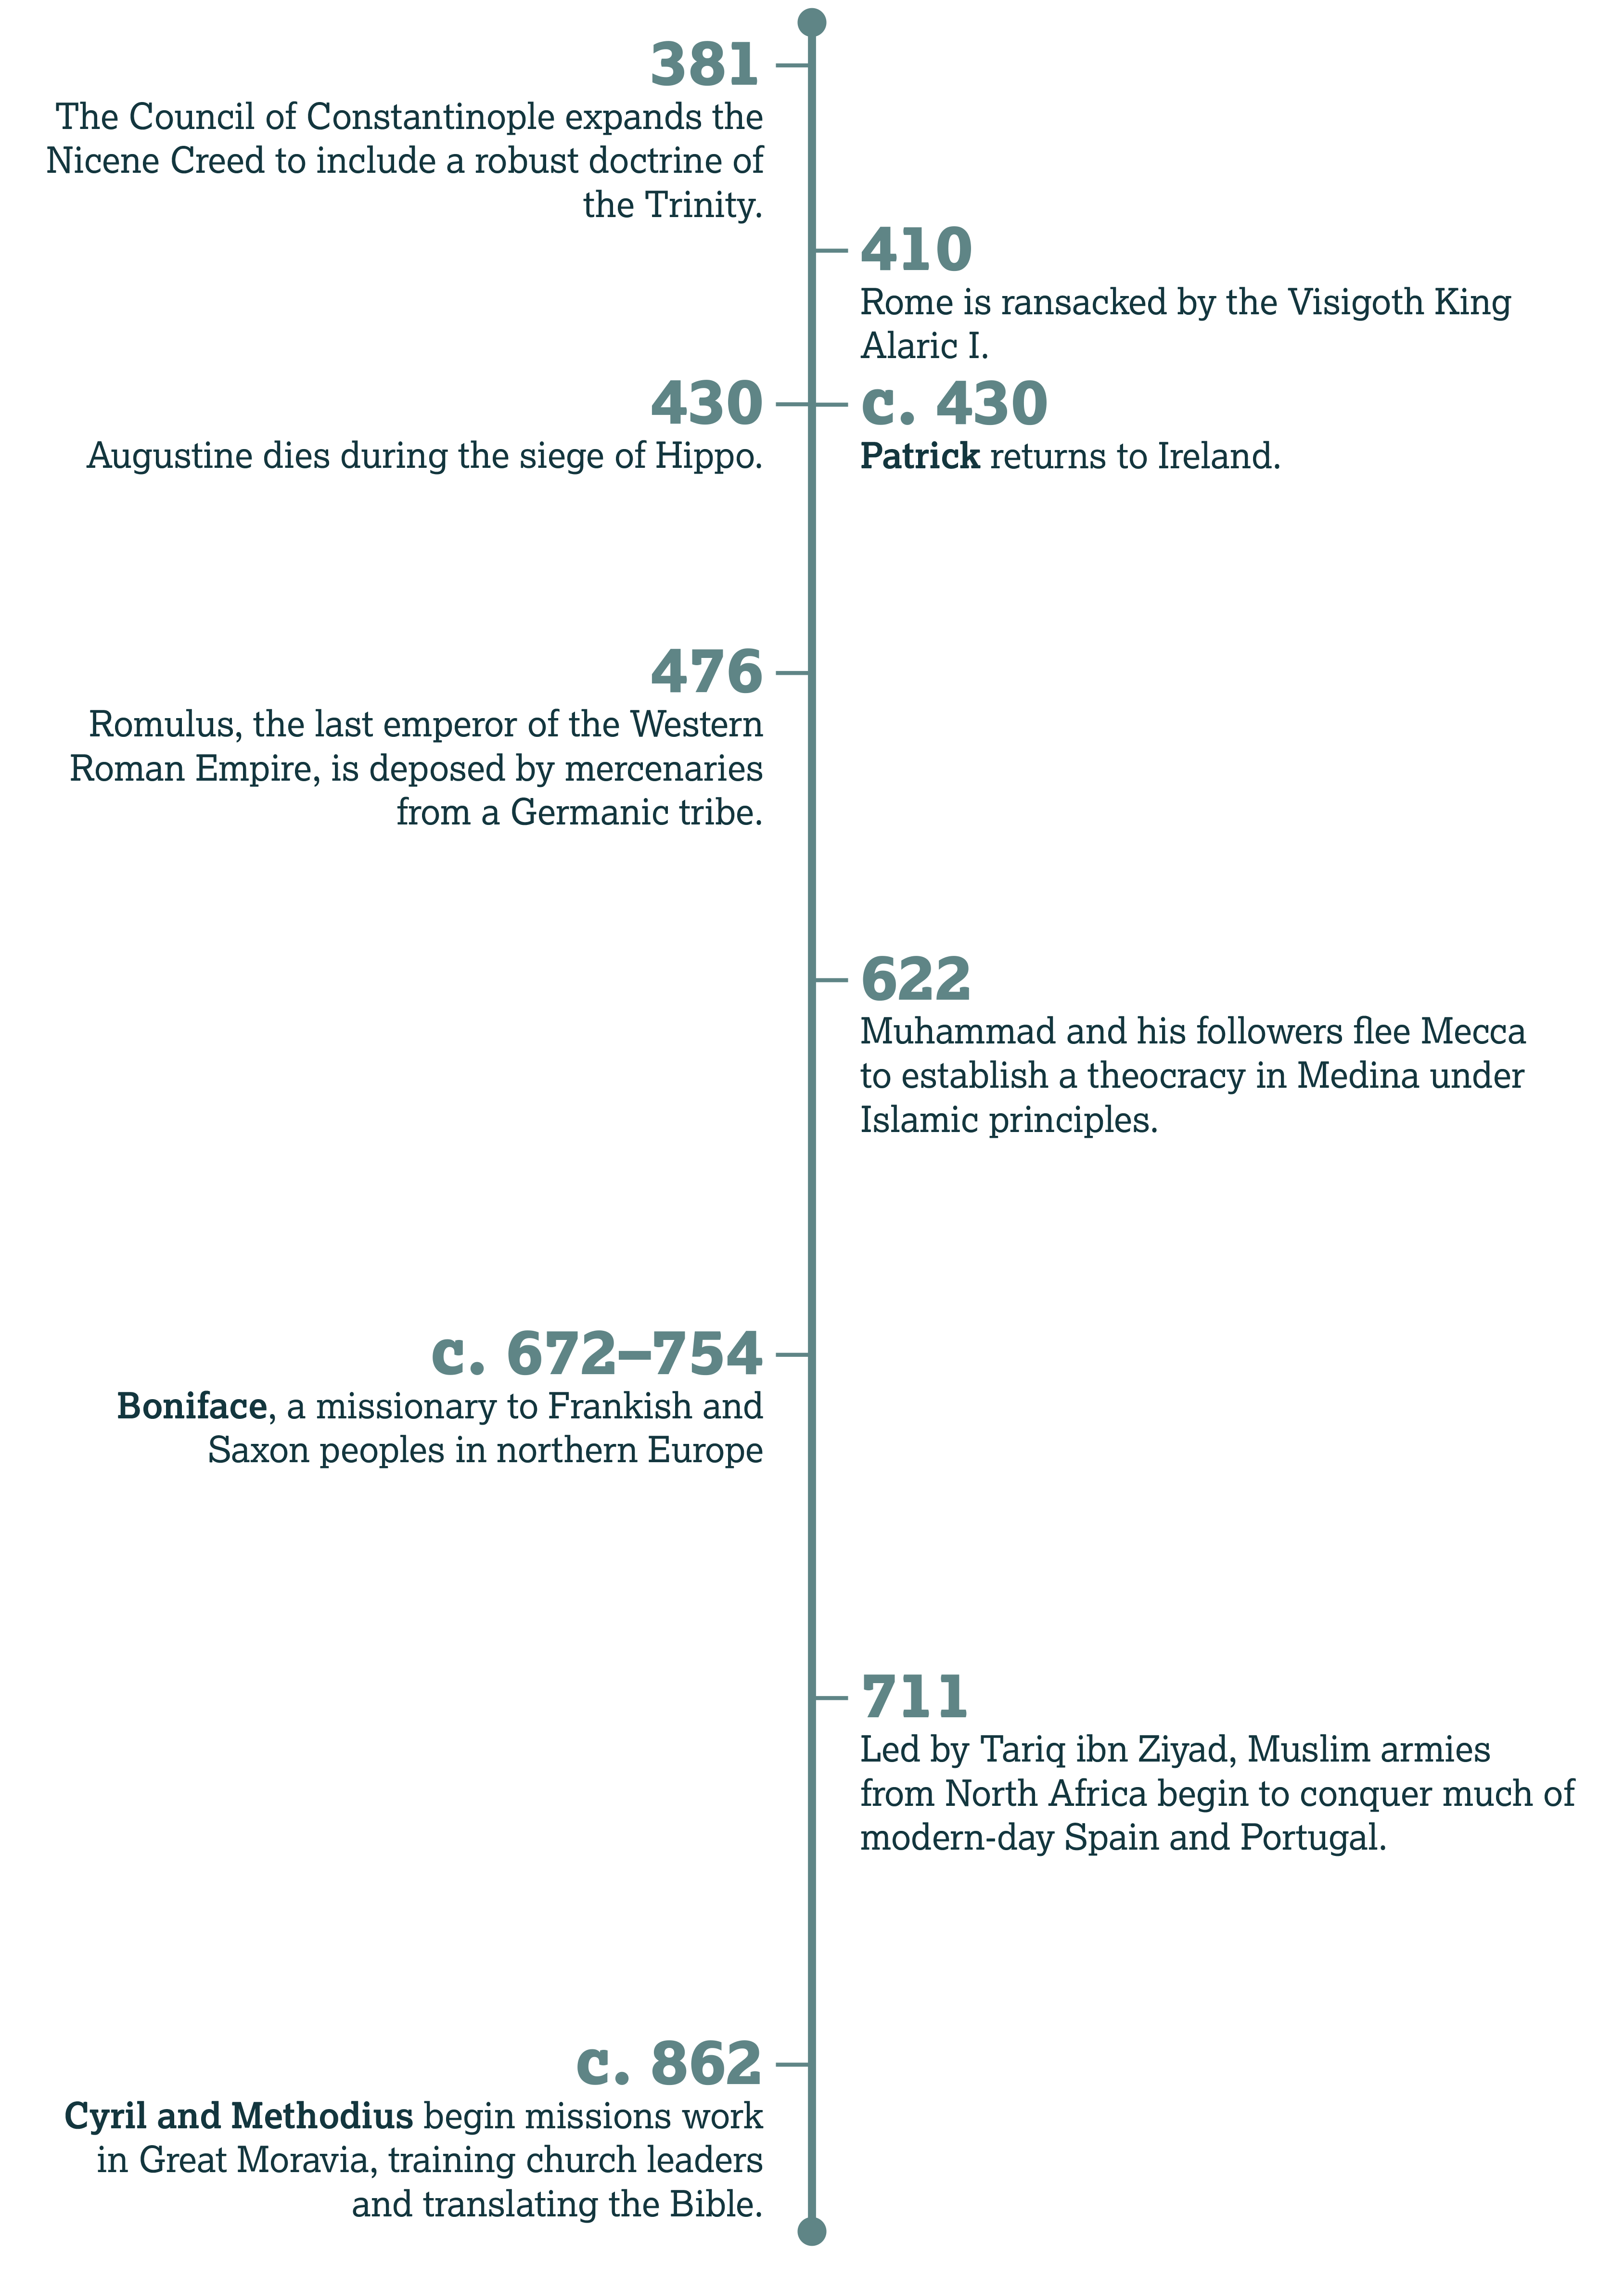 381
The Council of Constantinople expands the
Nicene Creed to include a robust doctrine of
the Trinity.
410
Rome is ransacked by the Visigoth King
Alaric I.
430
Augustine dies during the siege of Hippo.
c. 430
Patrick returns to Ireland.
476
Romulus, the last emperor of the Western
Roman Empire, is deposed by mercenaries
from a Germanic tribe.
622
Muhammad and his followers flee Mecca
to establish a theocracy in Medina under
Islamic principles.
c. 672–754
Boniface, a missionary to Frankish and
Saxon peoples in northern Europe
711
Led by Tariq ibn Ziyad, Muslim armies
from North Africa begin to conquer much of
modern-day Spain and Portugal.
c. 862
Cyril and Methodius begin missions work
in Great Moravia, training church leaders
and translating the Bible.